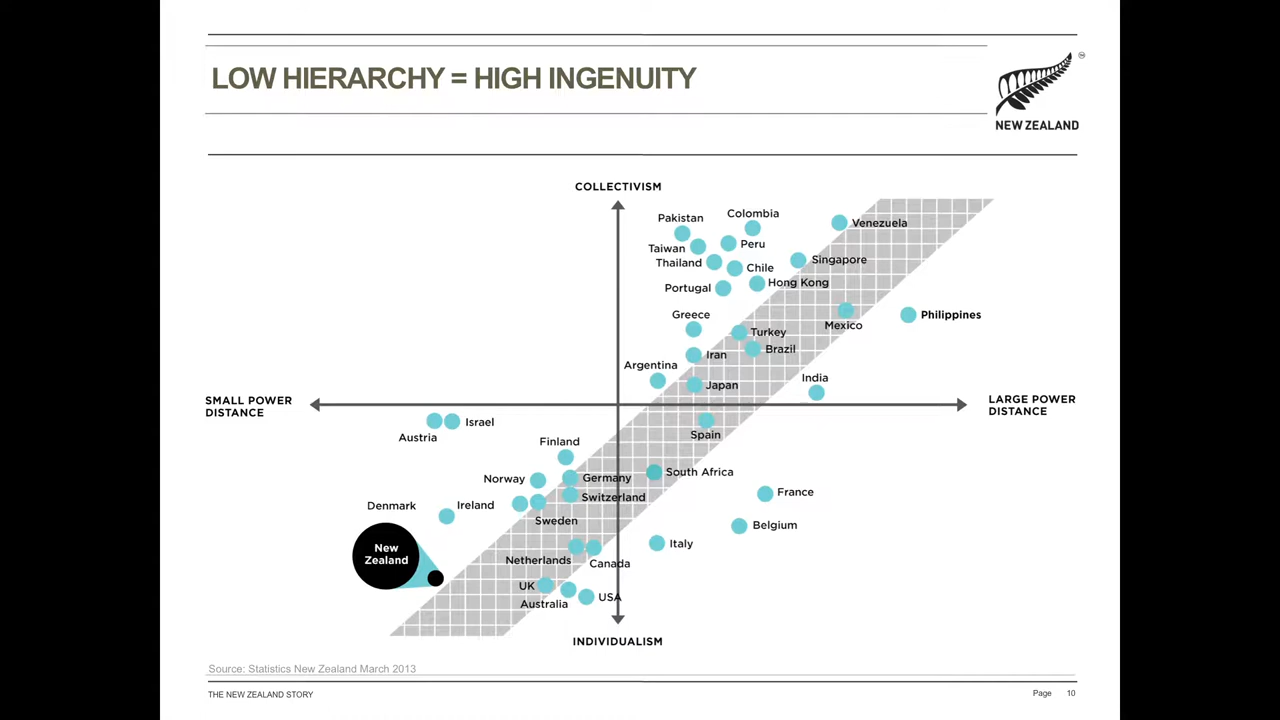 LOW HIERARCHY = HIGH INGENUITY
NEW ZEALAND
COLLECTIVISM
Colombia
Pakistan
Venezuela
Peru
Taiwan
Singapore
Thailand
Chile
Hong Kong
Portugal
Greece
Philippines
Mexico
Turkey
Brazil
Iran
Argentina
India
Japan
SMALL POWER
DISTANCE
LARGE POWER
DISTANCE
Israel
Austria
Spain
Finland
South Africa
Norway
Germany
France
Switzerland
Denmark
Ireland
Sweden
Belgium
Italy
New
Zealand
Netherlands
Canada
UK
USA
Australia
INDIVIDUALISM
Source: Statistics New Zealand March 2013
THE NEW ZEALAND STORY
Page 10